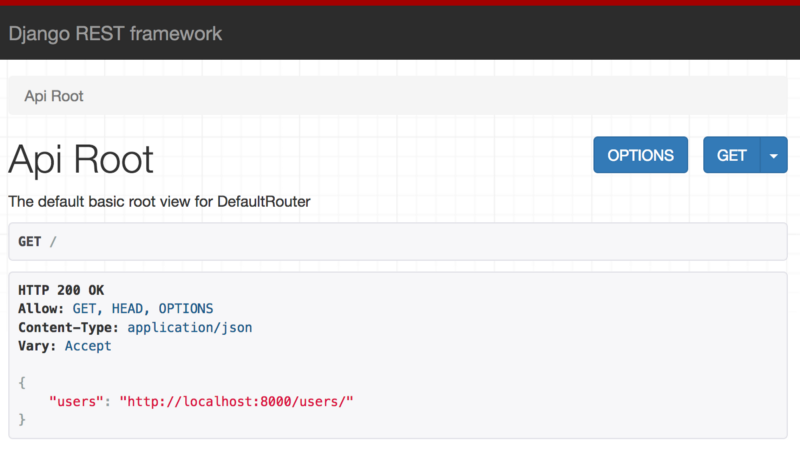 Django REST framework
Api Root
Api Root
OPTIONS
GET
The default basic root view for DefaultRouter
GET /
HTTP 200 OK
Allow: GET, HEAD, OPTIONS
Content-Type: application/json
Vary: Accept
{
    "users": "http://localhost:8000/users/"
}